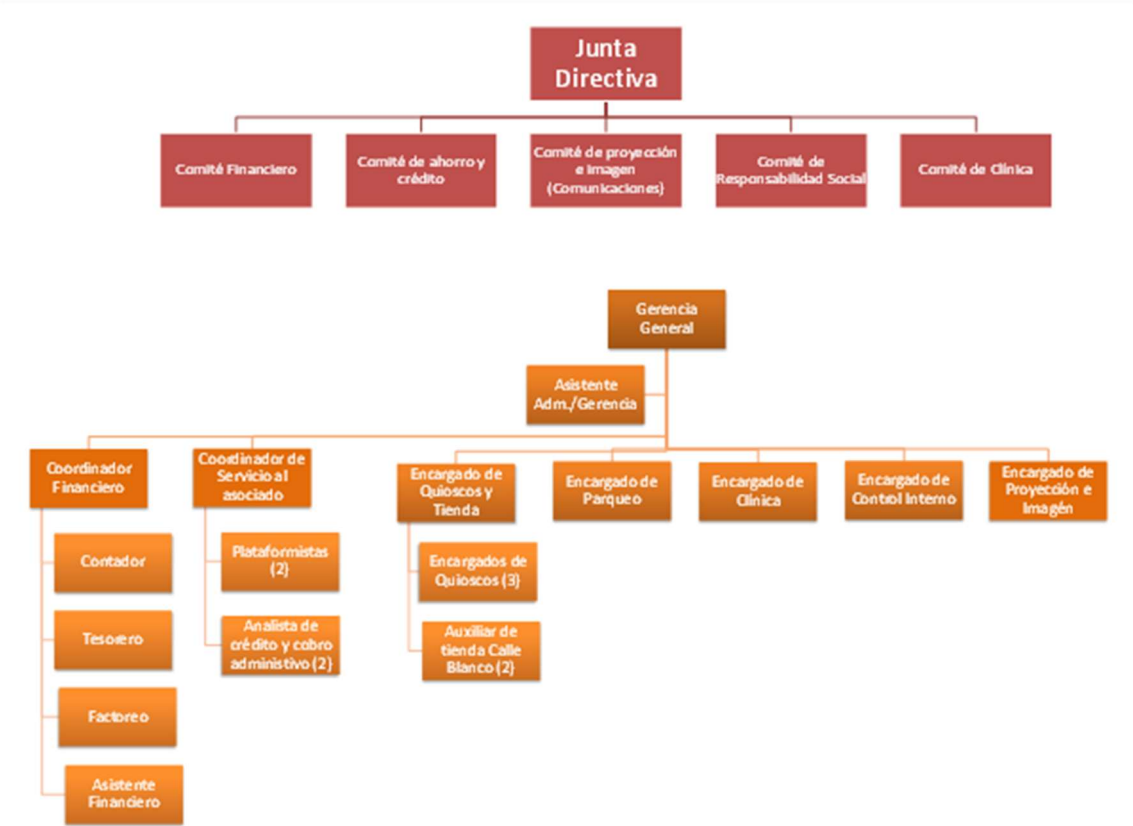 Junta
Directiva
Comité Financiero
Comité de ahorro y
crédito
Comité de proyección
e imagen
(Comunicaciones)
Comité de
Responsabilidad Social
Comité de Clínica
Gerencia
General
Asistente
Adm./Gerencia
Coordinador
Financiero
Coordinador de
Servicio al
asociado
Encargado de
Quioscos y
Tienda
Encargado de
Parqueo
Encargado de
Clínica
Encargado de
Control Interno
Encargado de
Proyección e
Imagén
Contador
Tesorero
Factoreo
Asistente
Financiero
Plataformistas
(2)
Analista de
crédito y cobro
administivo (2)
Encargados de
Quioscos (3)
Auxiliar de
tienda Calle
Blanco (2)